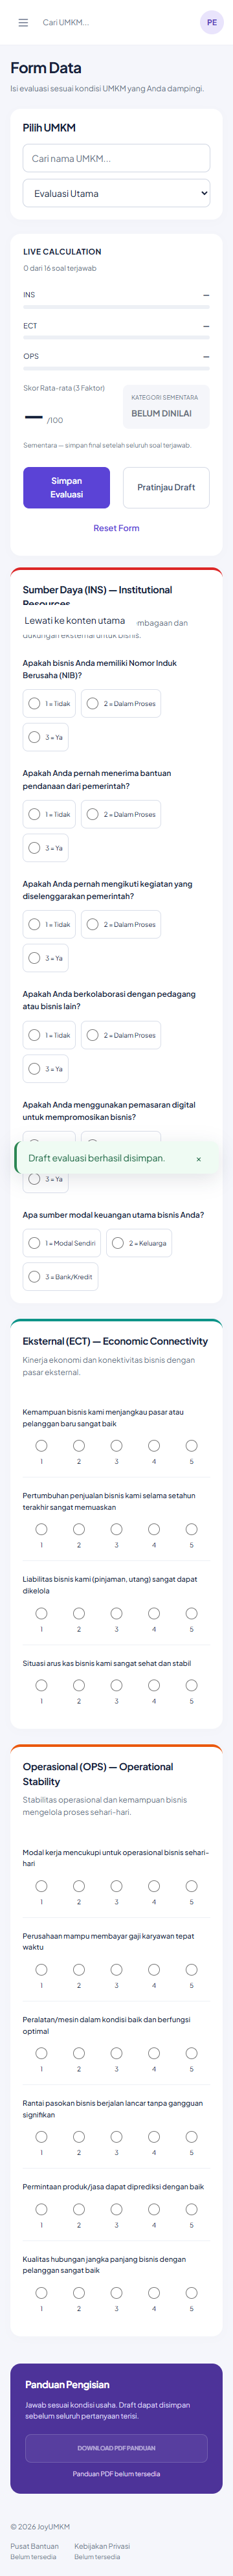 Cari UMKM...
PE
Form Data
Isi evaluasi sesuai kondisi UMKM yang Anda dampingi.
Pilih UMKM
Cari nama UMKM...
Evaluasi Utama
LIVE CALCULATION
0 dari 16 soal terjawab
INS —
ECT —
OPS —
Skor Rata-rata (3 Faktor)
— /100
KATEGORI SEMENTARA
BELUM DINILAI
Sementara — simpan final setelah seluruh soal terjawab.
Simpan
Evaluasi
Pratinjau Draft
Reset Form
Sumber Daya (INS) — Institutional
Resources
Lewati ke konten utama
mbagaan dan
dukungan eksternal untuk bisnis.
Apakah bisnis Anda memiliki Nomor Induk
Berusaha (NIB)?
1 = Tidak
2 = Dalam Proses
3 = Ya
Apakah Anda pernah menerima bantuan
pendanaan dari pemerintah?
1 = Tidak
2 = Dalam Proses
3 = Ya
Apakah Anda pernah mengikuti kegiatan yang
diselenggarakan pemerintah?
1 = Tidak
2 = Dalam Proses
3 = Ya
Apakah Anda berkolaborasi dengan pedagang
atau bisnis lain?
1 = Tidak
2 = Dalam Proses
3 = Ya
Apakah Anda menggunakan pemasaran digital
untuk mempromosikan bisnis?
Draft evaluasi berhasil disimpan. ×
3 = Ya
Apa sumber modal keuangan utama bisnis Anda?
1 = Modal Sendiri
2 = Keluarga
3 = Bank/Kredit
Eksternal (ECT) — Economic Connectivity
Kinerja ekonomi dan konektivitas bisnis dengan
pasar eksternal.
Kemampuan bisnis kami menjangkau pasar atau
pelanggan baru sangat baik
1 2 3 4 5
Pertumbuhan penjualan bisnis kami selama setahun
terakhir sangat memuaskan
1 2 3 4 5
Liabilitas bisnis kami (pinjaman, utang) sangat dapat
dikelola
1 2 3 4 5
Situasi arus kas bisnis kami sangat sehat dan stabil
1 2 3 4 5
Operasional (OPS) — Operational
Stability
Stabilitas operasional dan kemampuan bisnis
mengelola proses sehari-hari.
Modal kerja mencukupi untuk operasional bisnis sehari-
hari
1 2 3 4 5
Perusahaan mampu membayar gaji karyawan tepat
waktu
1 2 3 4 5
Peralatan/mesin dalam kondisi baik dan berfungsi
optimal
1 2 3 4 5
Rantai pasokan bisnis berjalan lancar tanpa gangguan
signifikan
1 2 3 4 5
Permintaan produk/jasa dapat diprediksi dengan baik
1 2 3 4 5
Kualitas hubungan jangka panjang bisnis dengan
pelanggan sangat baik
1 2 3 4 5
Panduan Pengisian
Jawab sesuai kondisi usaha. Draft dapat disimpan
sebelum seluruh pertanyaan terisi.
DOWNLOAD PDF PANDUAN
Panduan PDF belum tersedia
© 2026 JoyUMKM
Pusat Bantuan Kebijakan Privasi
Belum tersedia Belum tersedia